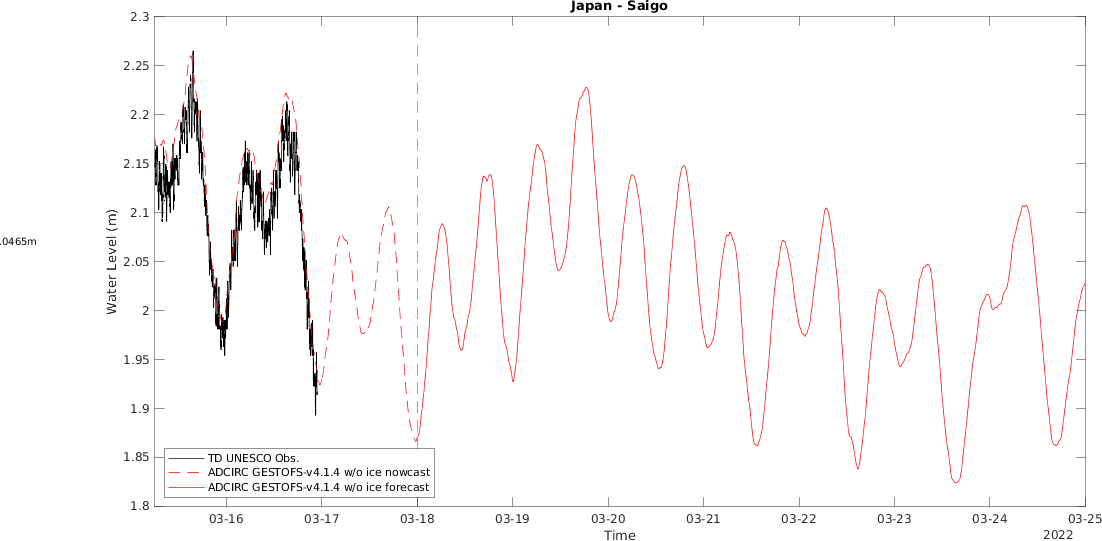 Japan - Saigo
2.3
2.25
2.2
2.15
2.1
2.05
2
1.95
1.9
1.85
1.8
Water Level (m)
.0465m
TD UNESCO Obs.
ADCIRC GESTOFS-v4.1.4 w/o ice nowcast
ADCIRC GESTOFS-v4.1.4 w/o ice forecast
03-16 03-17 03-18 03-19 03-20 03-21 03-22 03-23 03-24 03-25
Time
2022